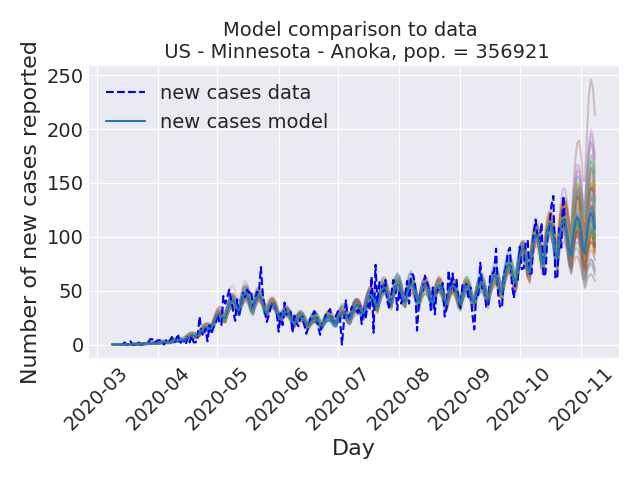 Model comparison to data
US - Minnesota - Anoka, pop. = 356921
Number of new cases reported
250
200
150
100
50
0
new cases data
new cases model
2020-03
2020-04
2020-05
2020-06
2020-07
2020-08
2020-09
2020-10
2020-11
Day